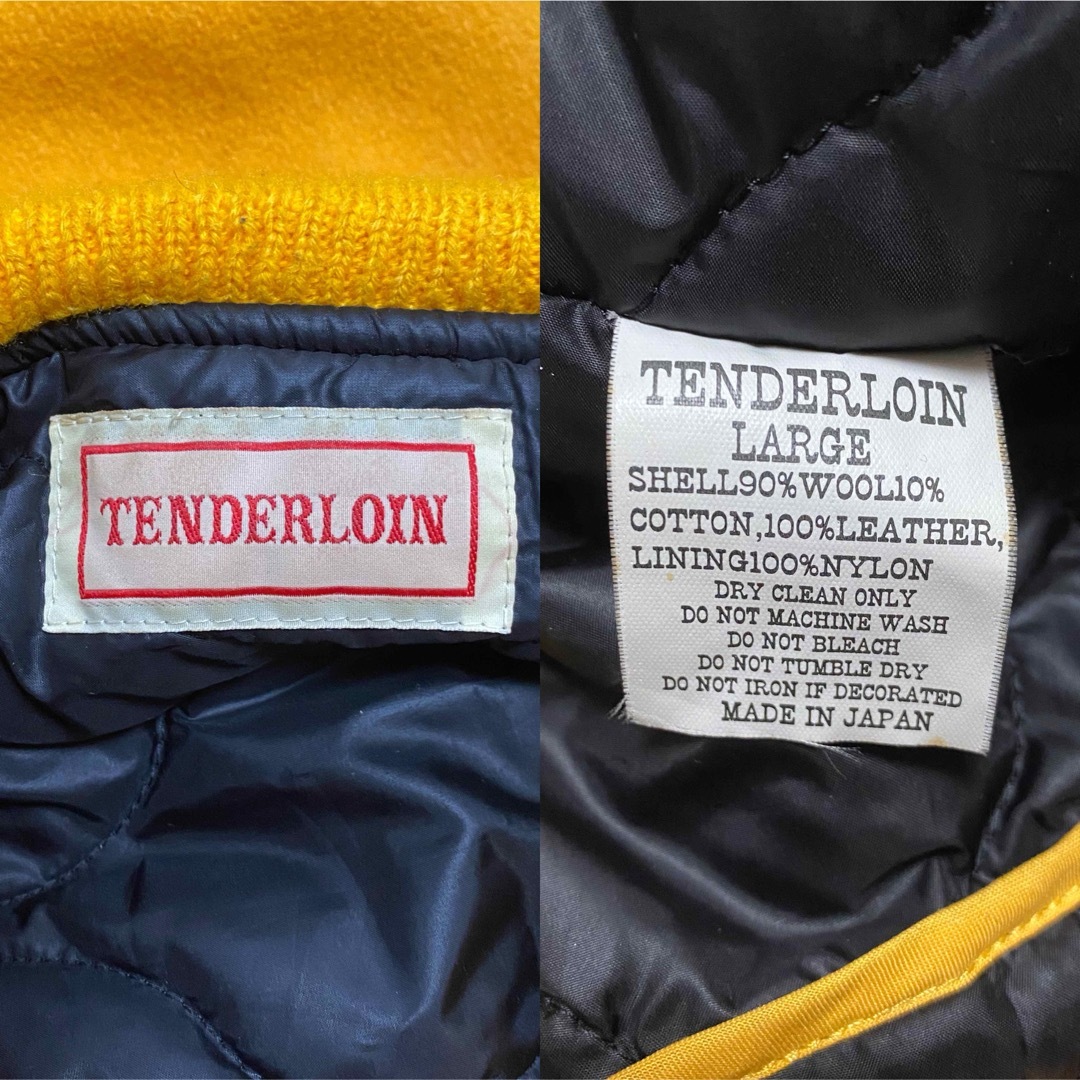 TENDERLOIN
TENDERLOIN
LARGE
SHELL90%WOOL10%
COTTON,100%LEATHER,
LINING100%NYLON
DRY CLEAN ONLY
DO NOT MACHINE WASH
DO NOT BLEACH
DO NOT TUMBLE DRY
DO NOT IRON IF DECORATED
MADE IN JAPAN